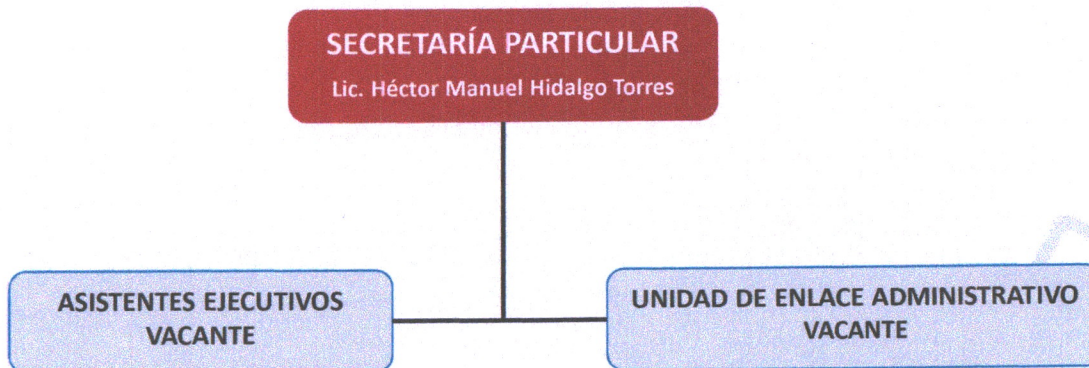 SECRETARÍA PARTICULAR
Lic. Héctor Manuel Hidalgo Torres
ASISTENTES EJECUTIVOS
VACANTE
UNIDAD DE ENLACE ADMINISTRATIVO
VACANTE